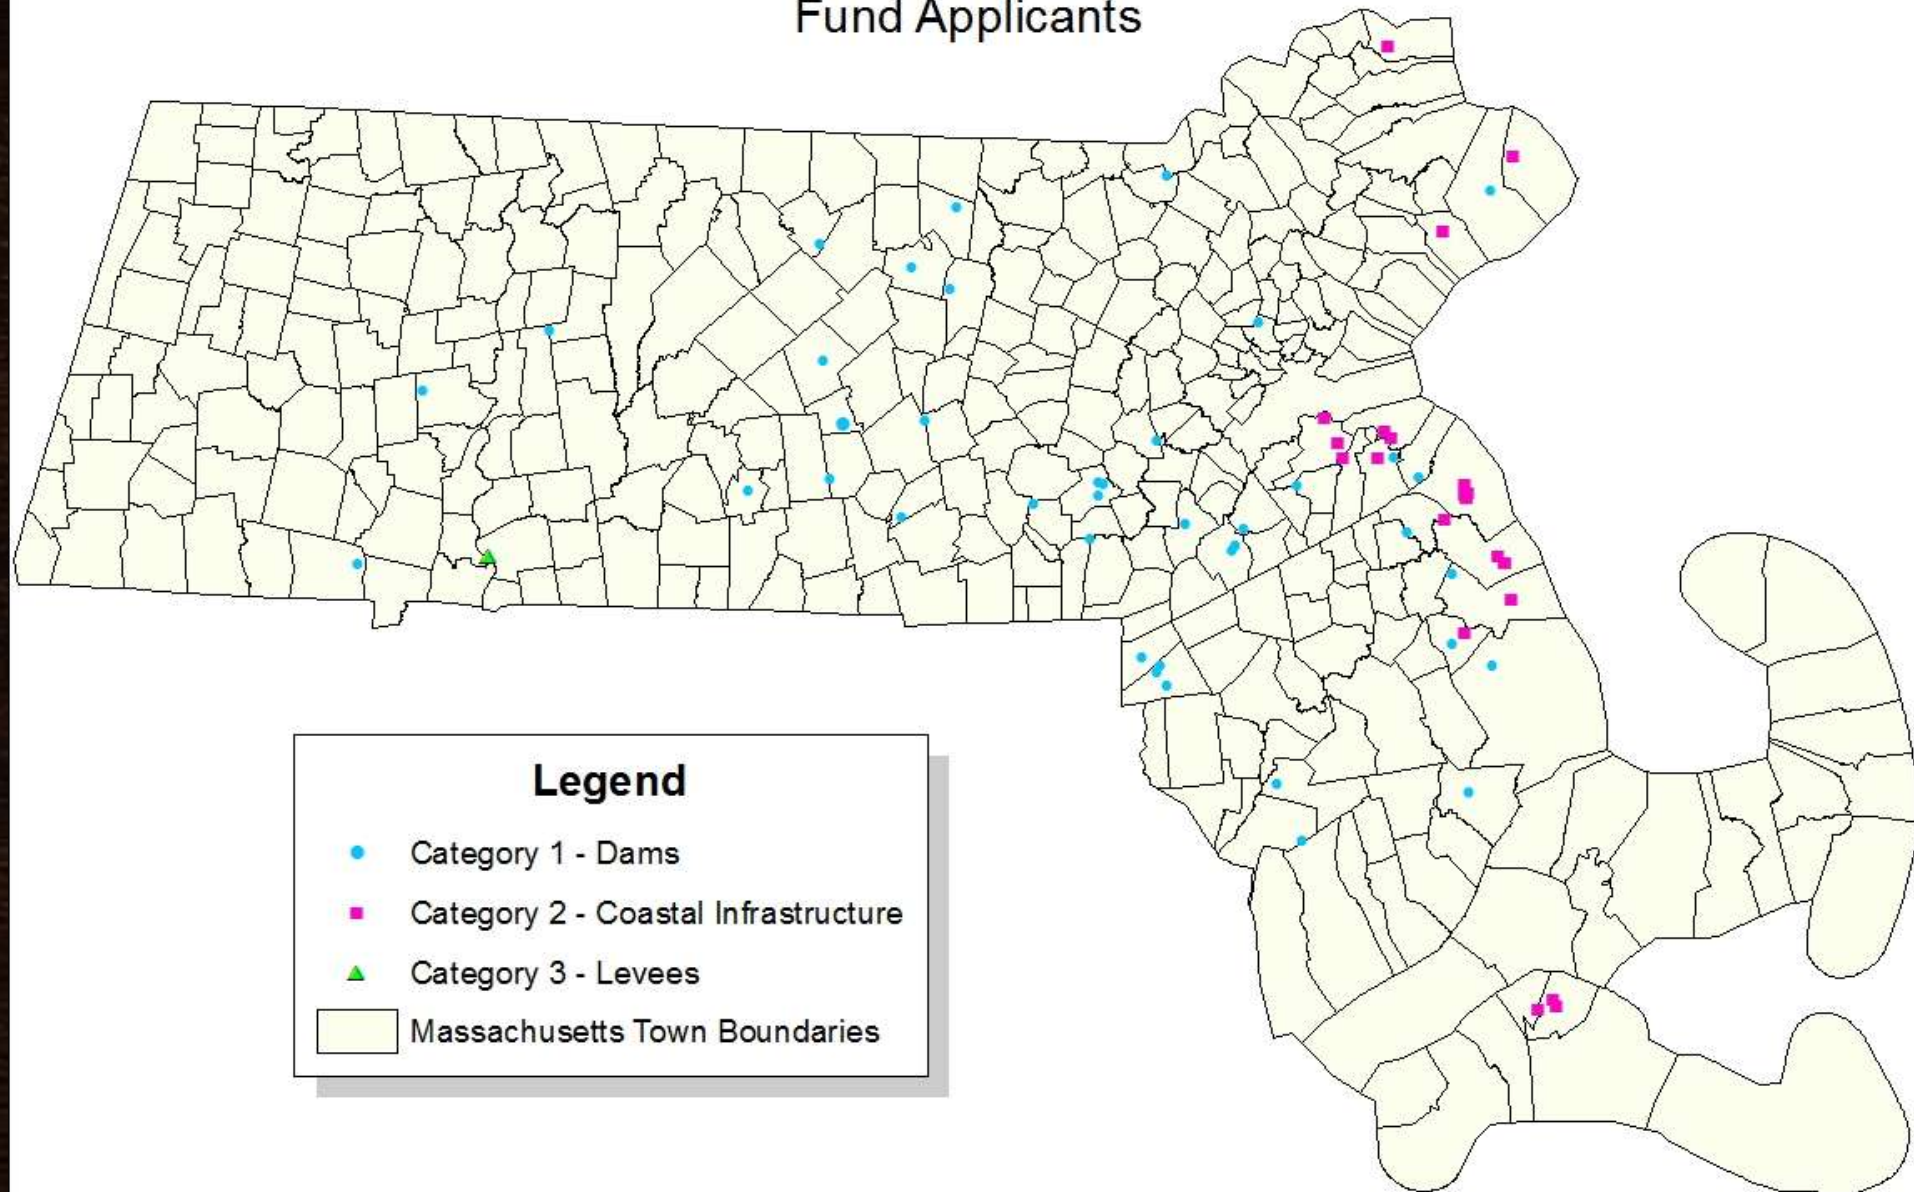 Fund Applicants
Legend
Category 1 - Dams
Category 2 - Coastal Infrastructure
Category 3 - Levees
Massachusetts Town Boundaries